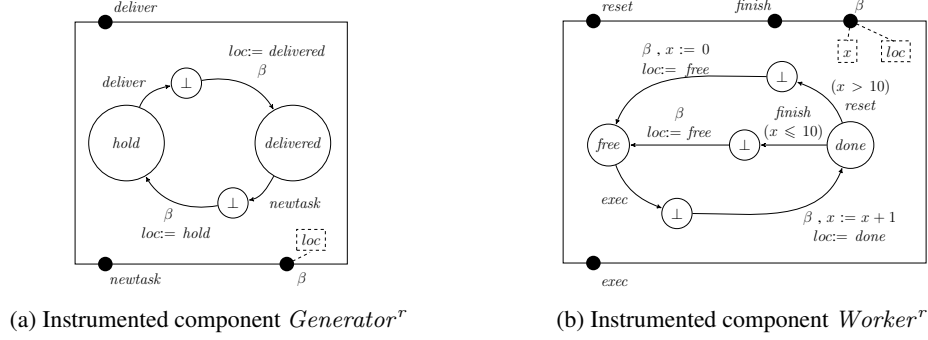 deliver
loc:= delivered
β
deliver
⊥
hold
delivered
⊥
newtask
β
loc:= hold
loc
newtask
β
(a) Instrumented component Generator^r
reset
finish
β
x
loc
β , x := 0
loc:= free
⊥
(x > 10)
reset
β
loc:= free
finish
(x ⩽ 10)
free
⊥
done
exec
⊥
β , x := x + 1
loc:= done
exec
(b) Instrumented component Worker^r